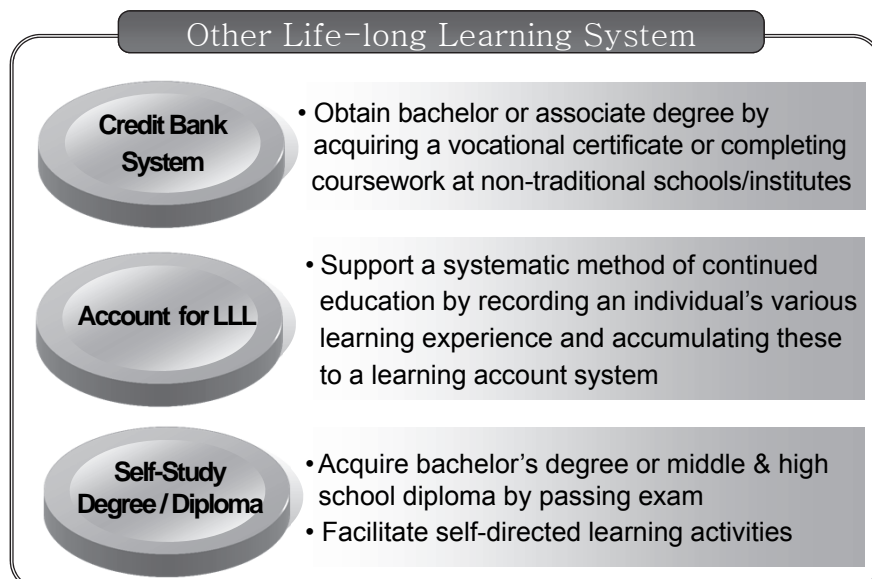 Other Life-long Learning System
Credit Bank
System
• Obtain bachelor or associate degree by
acquiring a vocational certificate or completing
coursework at non-traditional schools/institutes
Account for LLL
• Support a systematic method of continued
education by recording an individual’s various
learning experience and accumulating these
to a learning account system
Self-Study
Degree / Diploma
• Acquire bachelor’s degree or middle & high
school diploma by passing exam
• Facilitate self-directed learning activities